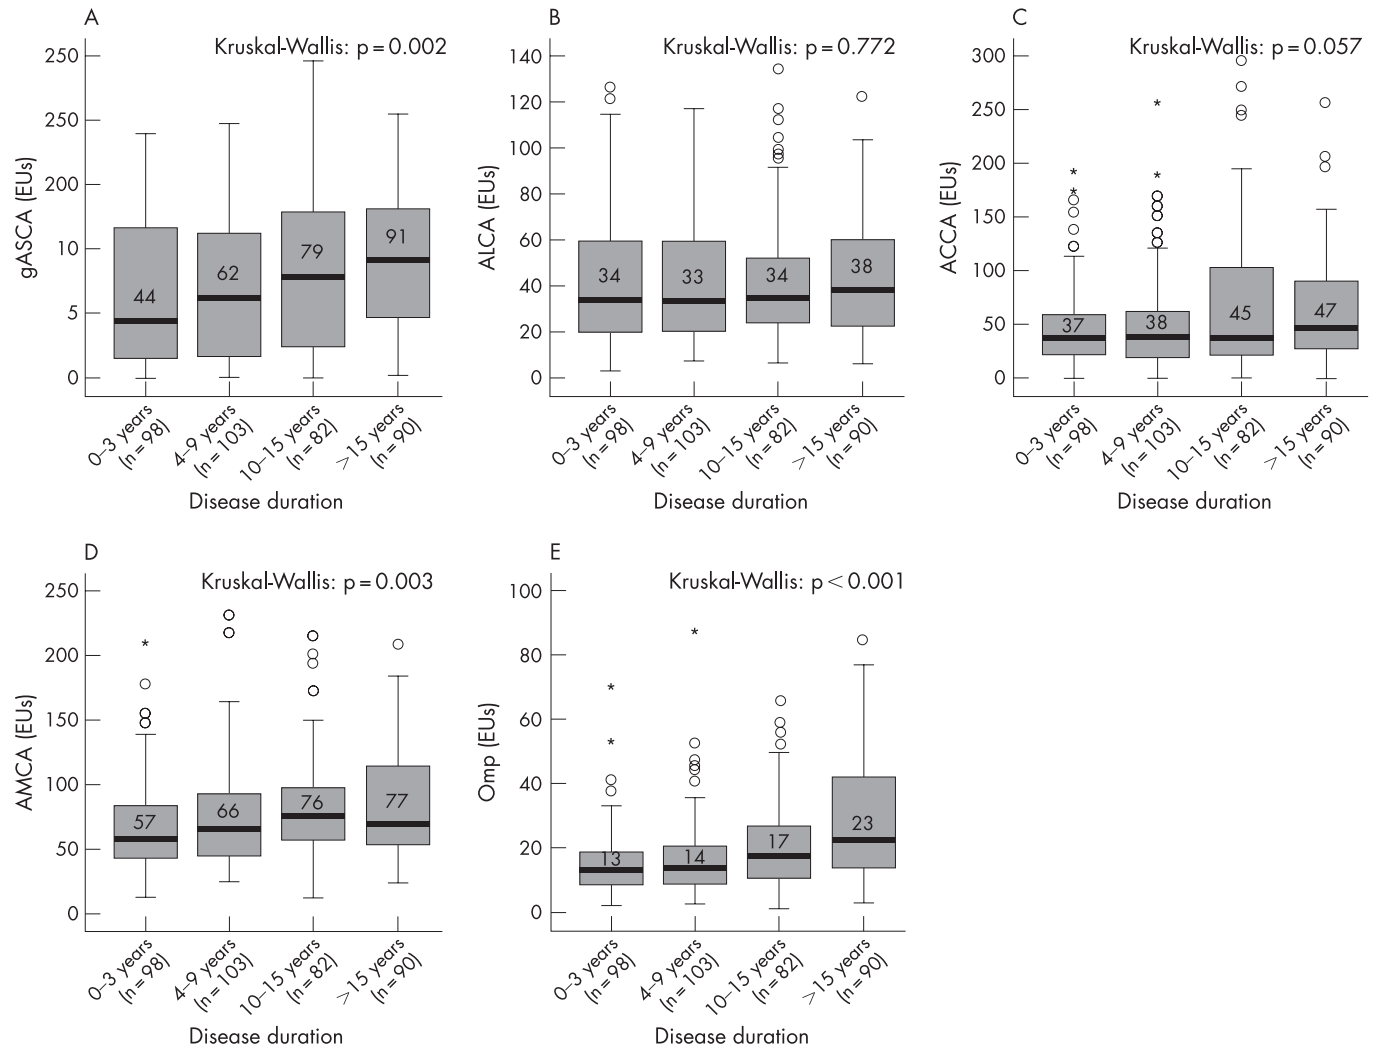 A
Kruskal-Wallis: p = 0.002
gASCA (EUs)
250
250
200
10
5
0
44
62
79
91
0–3 years
(n = 98)
4–9 years
(n = 103)
10–15 years
(n = 82)
>15 years
(n = 90)
Disease duration
B
Kruskal-Wallis: p = 0.772
ALCA (EUs)
140
120
100
80
60
40
20
0
34
33
34
38
0–3 years
(n = 98)
4–9 years
(n = 103)
10–15 years
(n = 82)
>15 years
(n = 90)
Disease duration
C
Kruskal-Wallis: p = 0.057
ACCA (EUs)
300
250
200
150
100
50
0
37
38
45
47
0–3 years
(n = 98)
4–9 years
(n = 103)
10–15 years
(n = 82)
>15 years
(n = 90)
Disease duration
D
Kruskal-Wallis: p = 0.003
AMCA (EUs)
250
200
150
100
50
0
57
66
76
77
0–3 years
(n = 98)
4–9 years
(n = 103)
10–15 years
(n = 82)
>15 years
(n = 90)
Disease duration
E
Kruskal-Wallis: p < 0.001
Omp (EUs)
100
80
60
40
20
0
13
14
17
23
0–3 years
(n = 98)
4–9 years
(n = 103)
10–15 years
(n = 82)
>15 years
(n = 90)
Disease duration